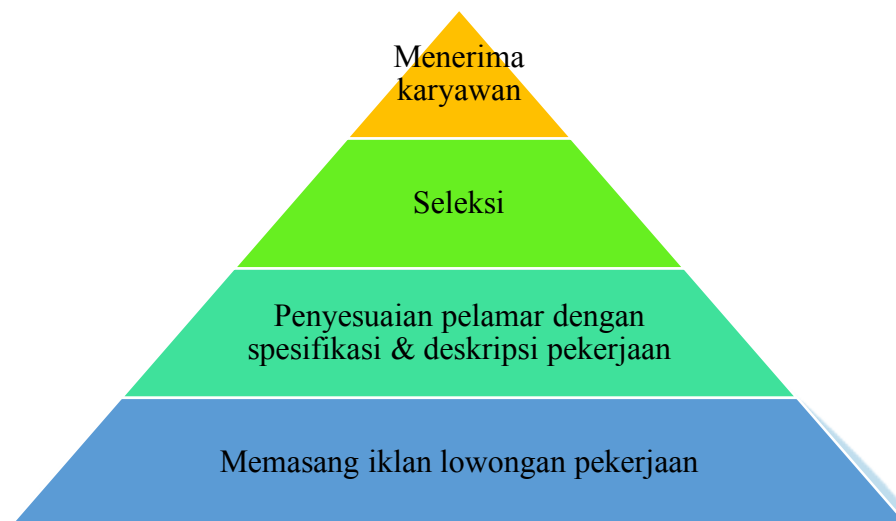 Menerima
karyawan
Seleksi
Penyesuaian pelamar dengan
spesifikasi & deskripsi pekerjaan
Memasang iklan lowongan pekerjaan